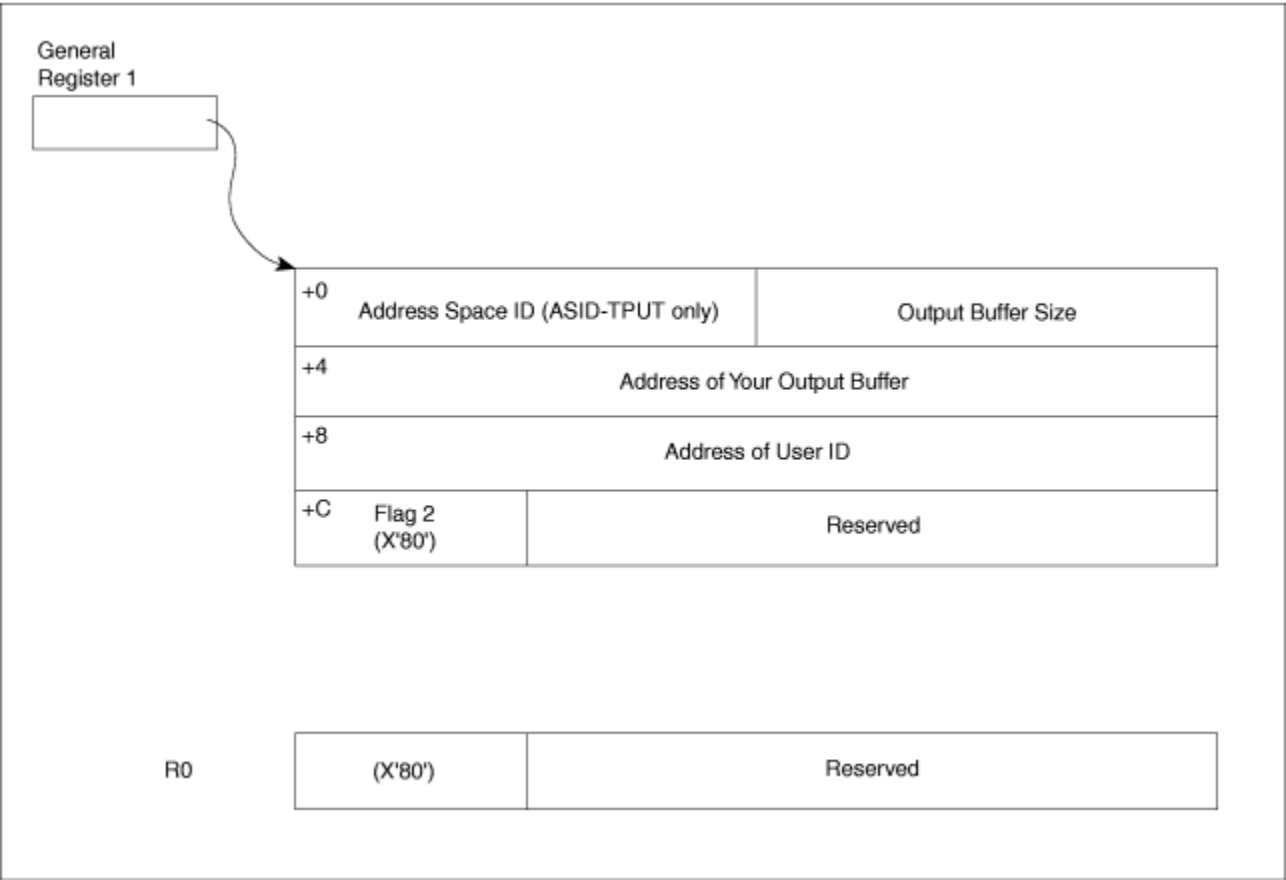 General
Register 1
+0
Address Space ID (ASID-TPUT only)
Output Buffer Size
+4
Address of Your Output Buffer
+8
Address of User ID
+C
Flag 2
(X'80')
Reserved
R0
(X'80')
Reserved